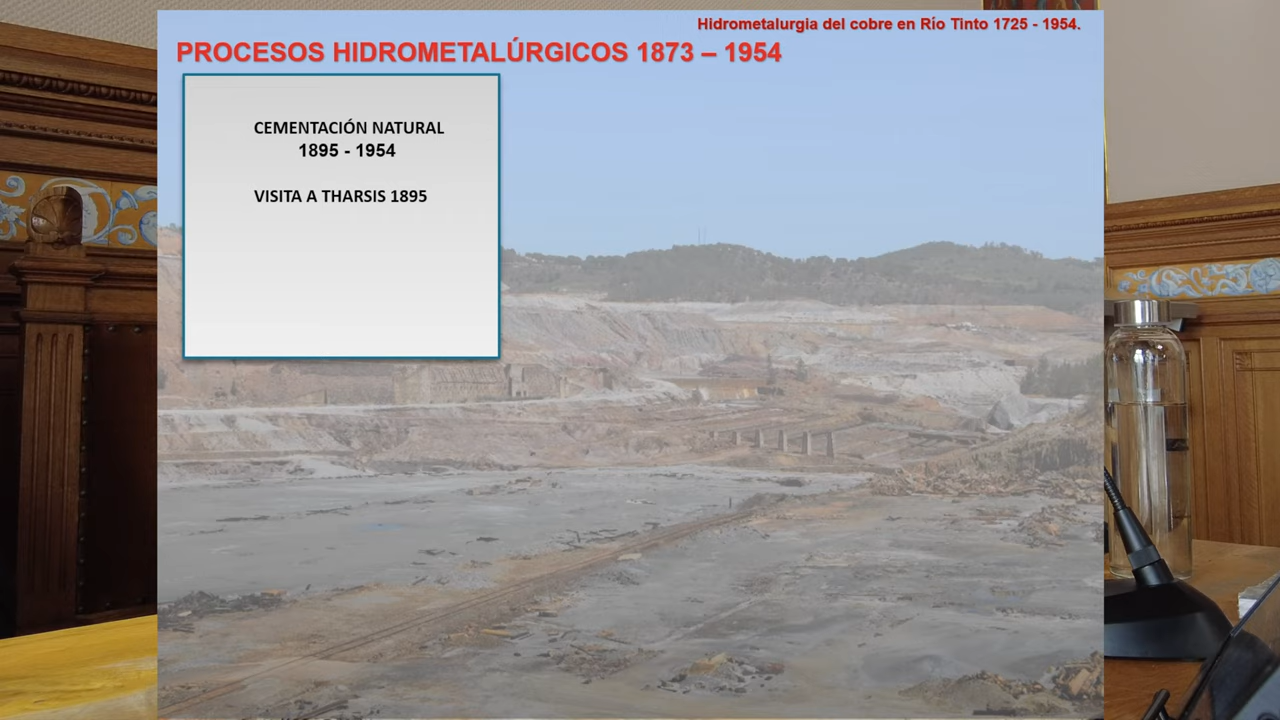 Hidrometalurgia del cobre en Río Tinto 1725 - 1954.
PROCESOS HIDROMETALÚRGICOS 1873 – 1954
CEMENTACIÓN NATURAL
1895 - 1954
VISITA A THARSIS 1895